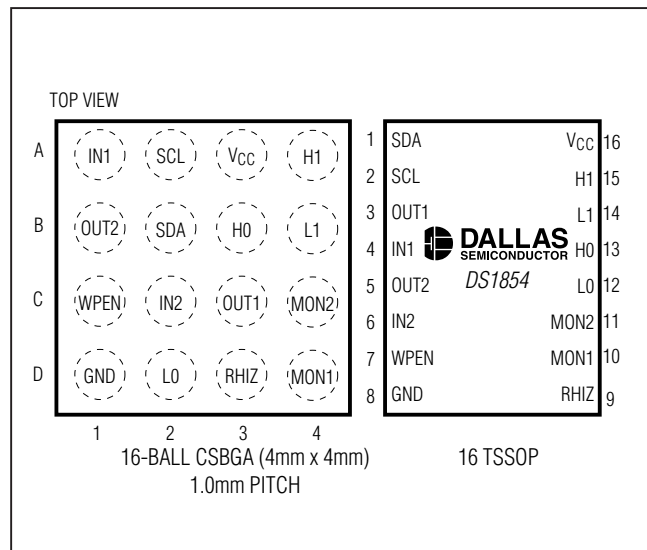 TOP VIEW
A IN1 SCL VCC H1
B OUT2 SDA H0 L1
C WPEN IN2 OUT1 MON2
D GND L0 RHIZ MON1
1 2 3 4
16-BALL CSBGA (4mm x 4mm)
1.0mm PITCH
1 SDA VCC 16
2 SCL H1 15
3 OUT1 L1 14
4 IN1 DALLAS H0 13
SEMICONDUCTOR
5 OUT2 DS1854 L0 12
6 IN2 MON2 11
7 WPEN MON1 10
8 GND RHIZ 9
16 TSSOP